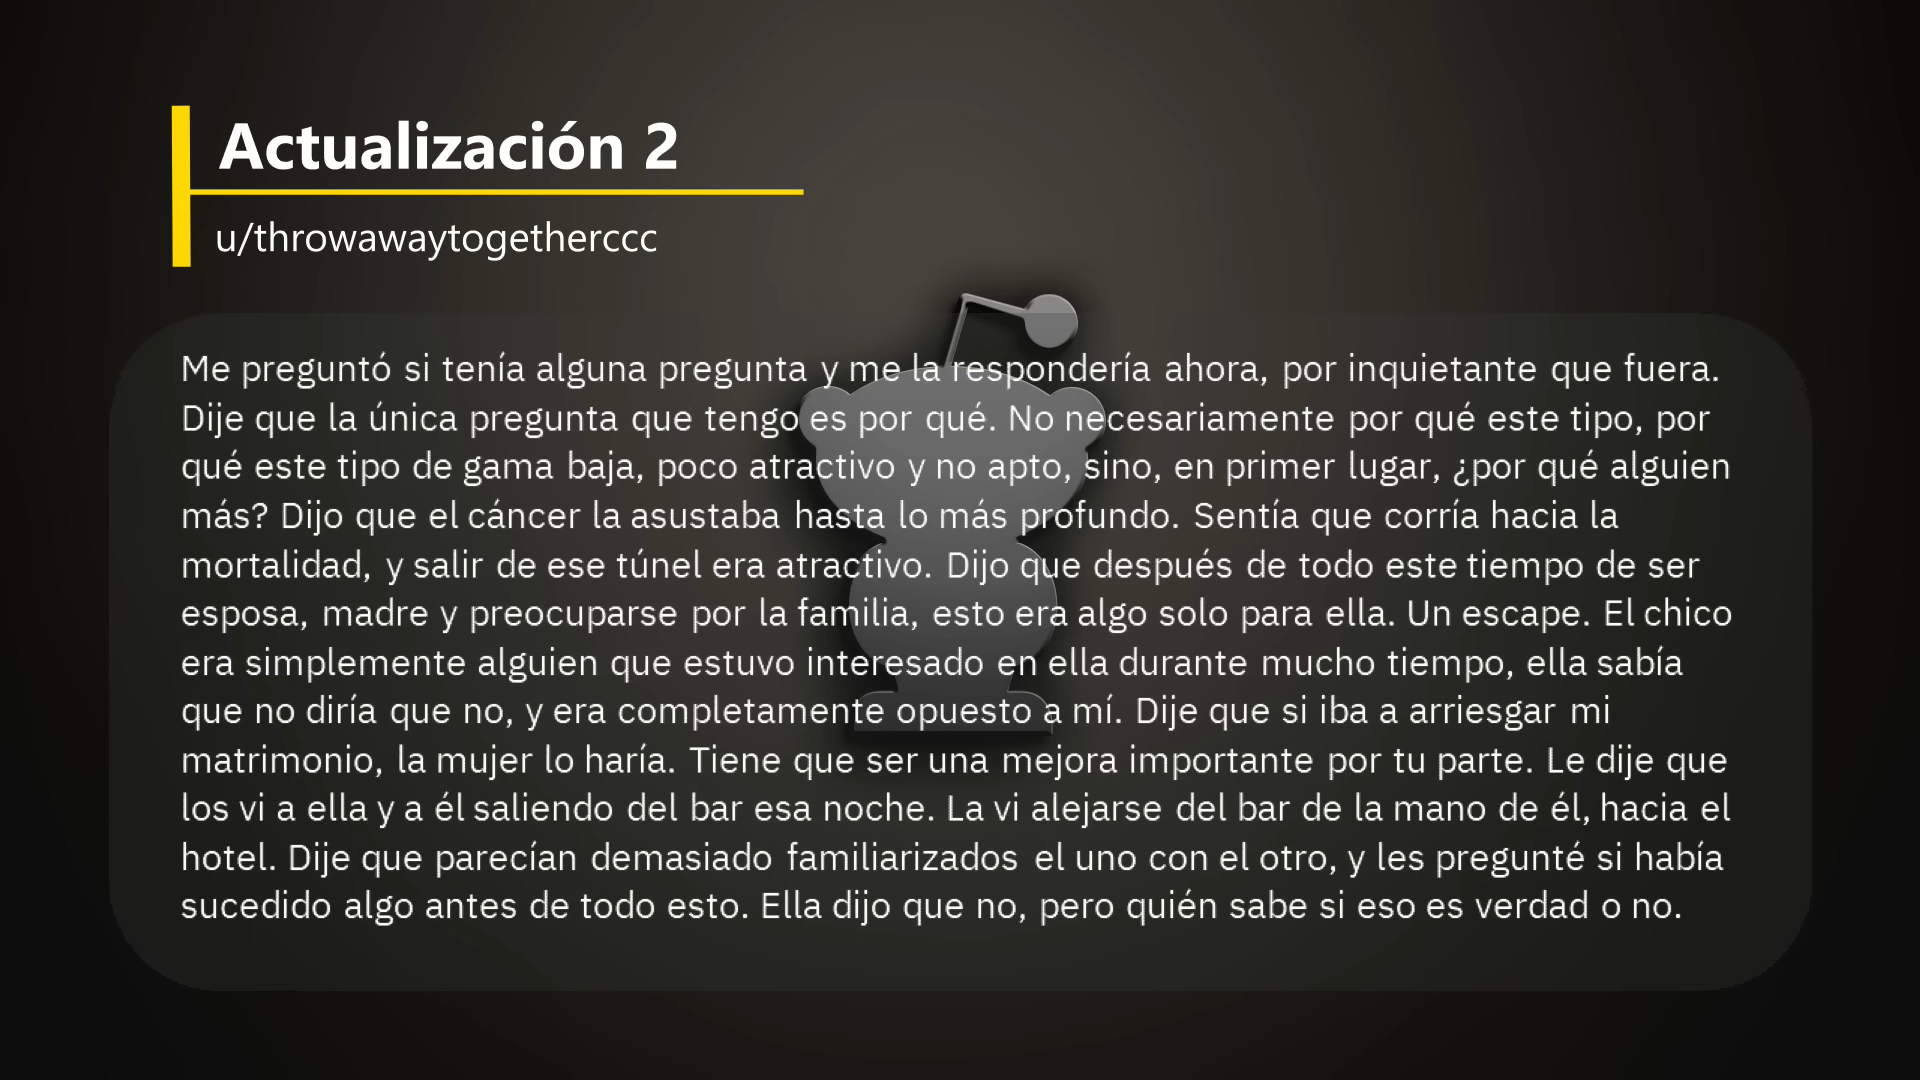 Actualización 2
u/throwawaytogetherccc
Me preguntó si tenía alguna pregunta y me la respondería ahora, por inquietante que fuera.
Dije que la única pregunta que tengo es por qué. No necesariamente por qué este tipo, por
qué este tipo de gama baja, poco atractivo y no apto, sino, en primer lugar, ¿por qué alguien
más? Dijo que el cáncer la asustaba hasta lo más profundo. Sentía que corría hacia la
mortalidad, y salir de ese túnel era atractivo. Dijo que después de todo este tiempo de ser
esposa, madre y preocuparse por la familia, esto era algo solo para ella. Un escape. El chico
era simplemente alguien que estuvo interesado en ella durante mucho tiempo, ella sabía
que no diría que no, y era completamente opuesto a mí. Dije que si iba a arriesgar mi
matrimonio, la mujer lo haría. Tiene que ser una mejora importante por tu parte. Le dije que
los vi a ella y a él saliendo del bar esa noche. La vi alejarse del bar de la mano de él, hacia el
hotel. Dije que parecían demasiado familiarizados el uno con el otro, y les pregunté si había
sucedido algo antes de todo esto. Ella dijo que no, pero quién sabe si eso es verdad o no.